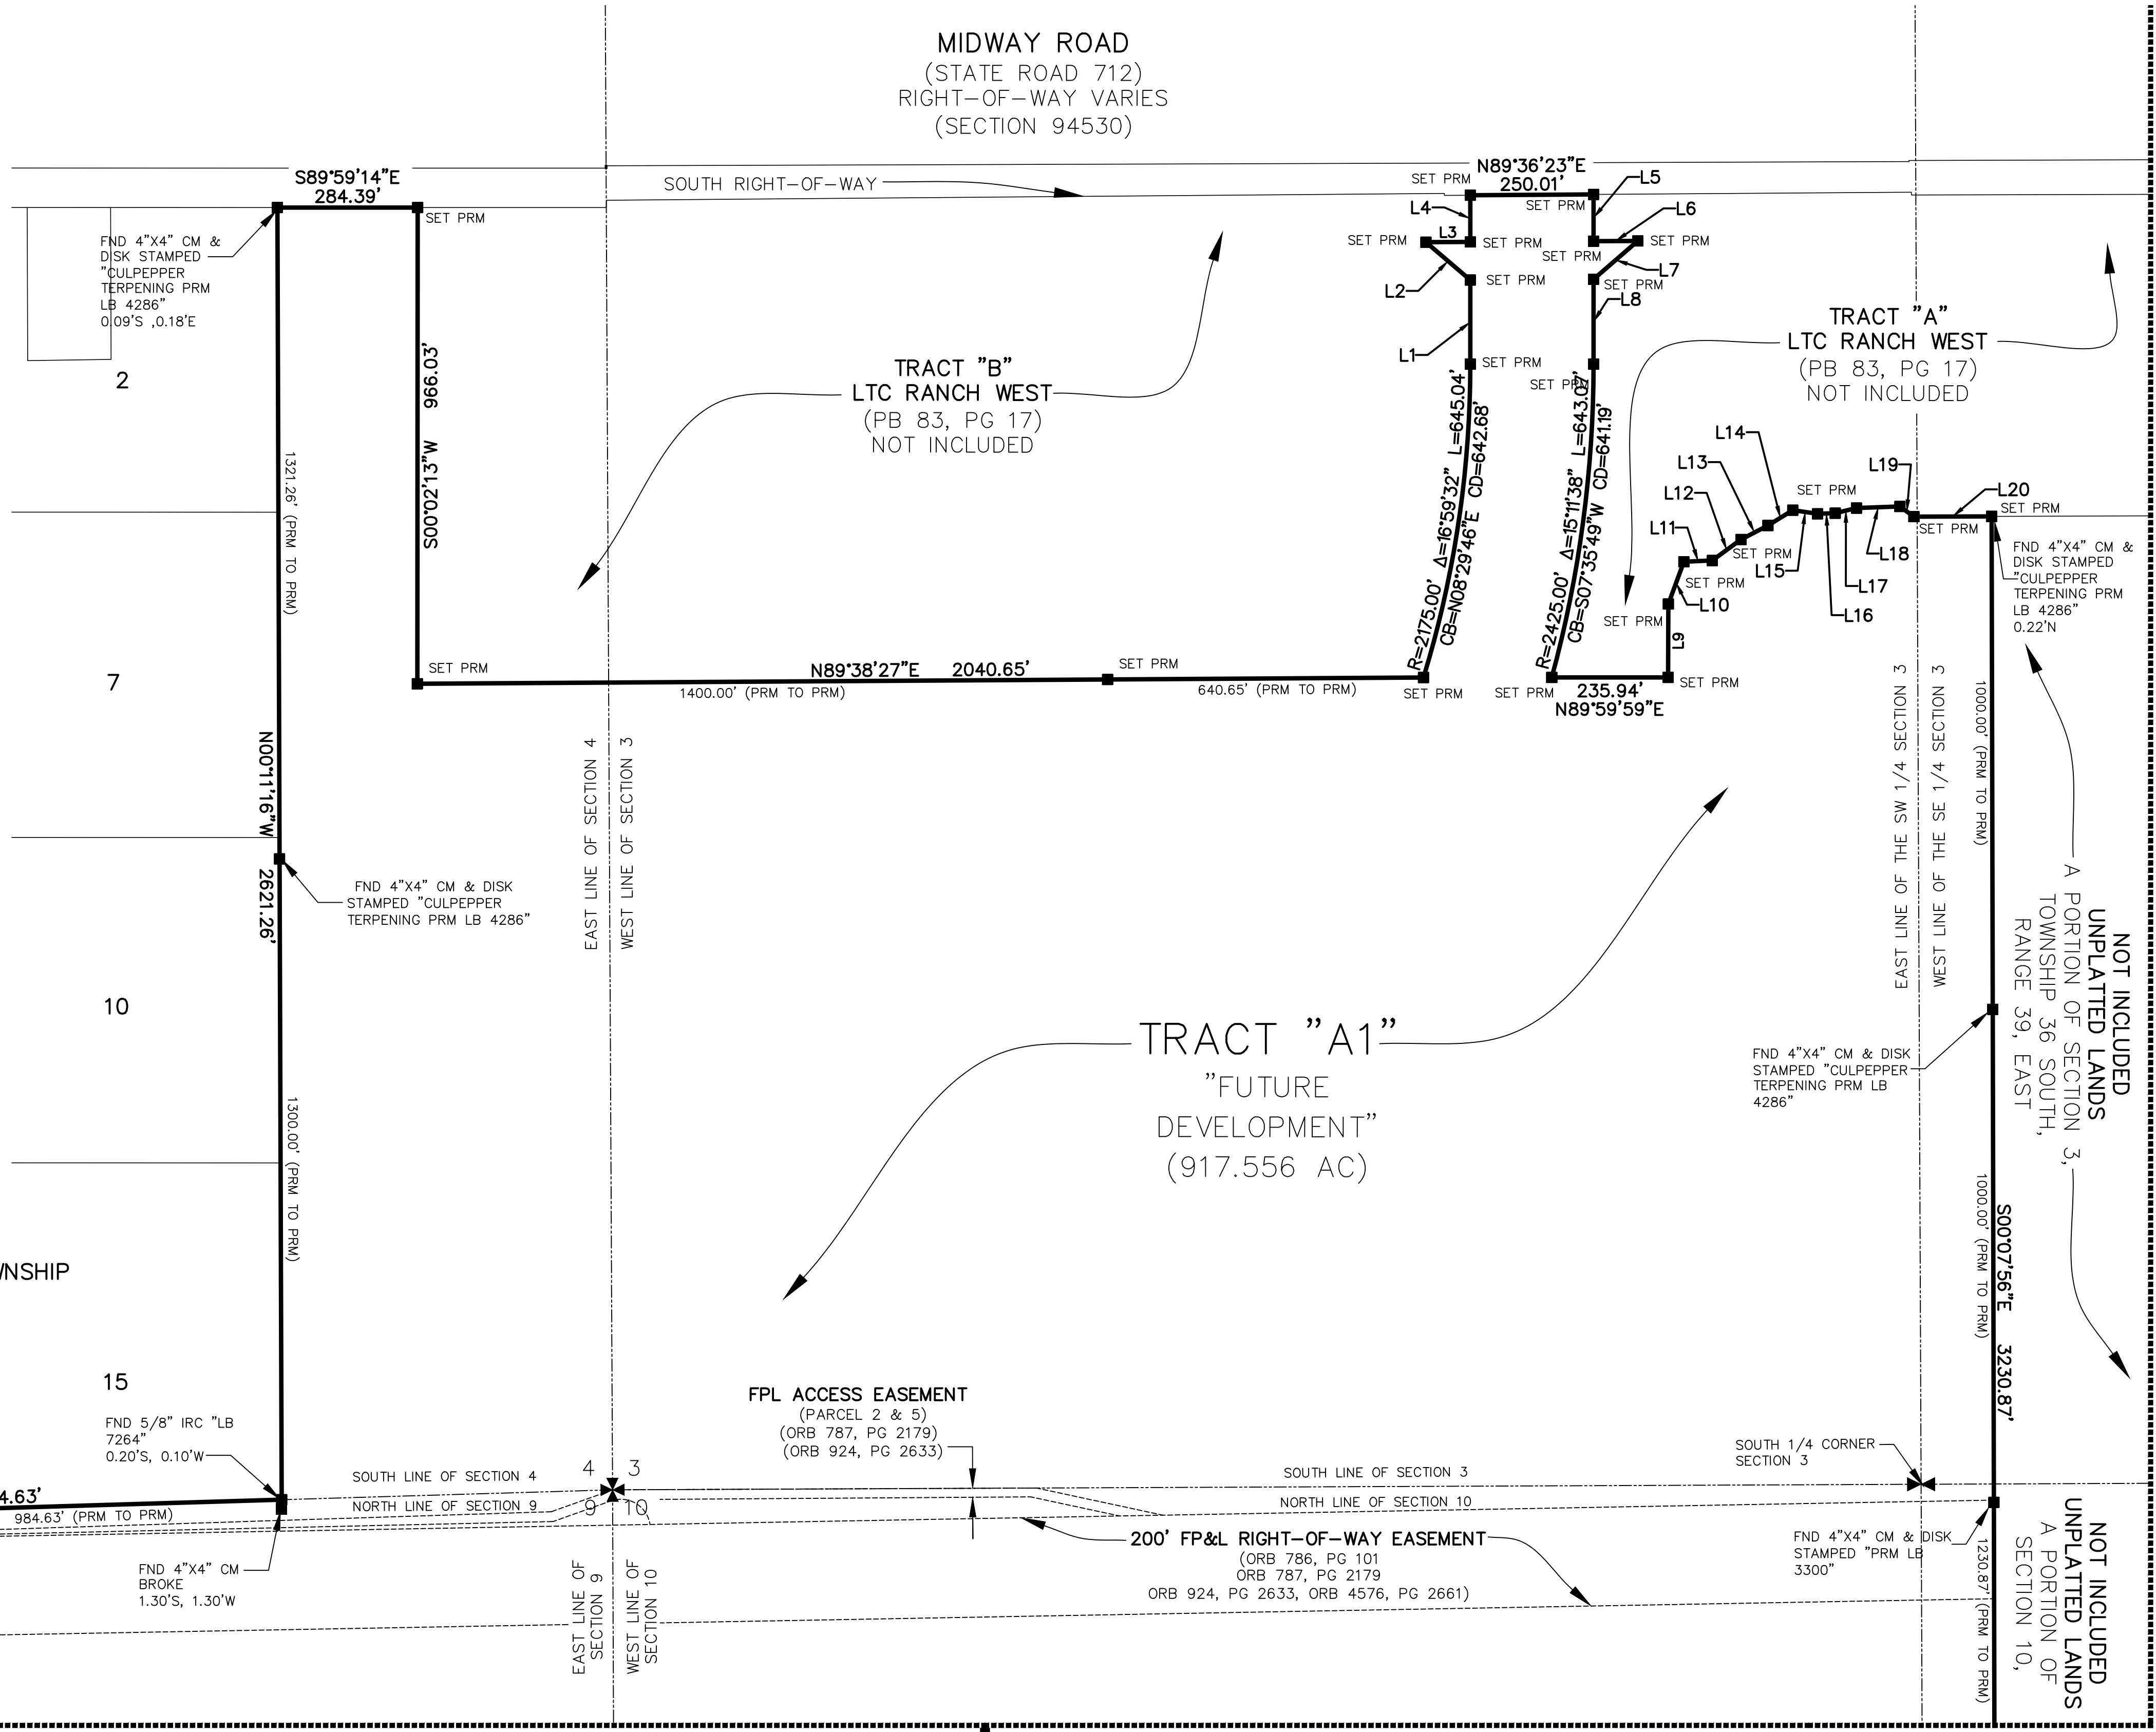 MIDWAY ROAD
(STATE ROAD 712)
RIGHT-OF-WAY VARIES
(SECTION 94530)
S89°59'14"E
284.39'
SET PRM
SOUTH RIGHT-OF-WAY
N89°36'23"E
250.01'
SET PRM
SET PRM
L4
L5
L3
L6
SET PRM
SET PRM
SET PRM
SET PRM
L2
SET PRM
L7
SET PRM
L8
L1
SET PRM
SET PRM
FND 4"X4" CM &
DISK STAMPED
"CULPEPPER
TERPENING PRM
LB 4286"
0.09'S ,0.18'E
2
7
10
15
1321.26' (PRM TO PRM)
N00°11'16"W 2621.26'
1300.00' (PRM TO PRM)
S00°02'13"W 966.03'
TRACT "B"
LTC RANCH WEST
(PB 83, PG 17)
NOT INCLUDED
R=2175.00' Δ=16°59'32" L=645.04'
CB=N08°29'46"E CD=642.68'
R=2425.00' Δ=15°11'38" L=643.07'
CB=S07°35'49"W CD=641.19'
TRACT "A"
LTC RANCH WEST
(PB 83, PG 17)
NOT INCLUDED
L14
L13
L12
L11
L19
L20
SET PRM
SET PRM
SET PRM
L18
L15
L17
SET PRM
L10
L16
SET PRM
L9
FND 4"X4" CM &
DISK STAMPED
"CULPEPPER
TERPENING PRM
LB 4286"
0.22'N
SET PRM
N89°38'27"E 2040.65'
SET PRM
1400.00' (PRM TO PRM)
640.65' (PRM TO PRM)
SET PRM
SET PRM
235.94'
N89°59'59"E
SET PRM
EAST LINE OF SECTION 4
WEST LINE OF SECTION 3
EAST LINE OF THE SW 1/4 SECTION 3
WEST LINE OF THE SE 1/4 SECTION 3
1000.00' (PRM TO PRM)
FND 4"X4" CM & DISK
STAMPED "CULPEPPER
TERPENING PRM LB 4286"
TRACT "A1"
"FUTURE
DEVELOPMENT"
(917.556 AC)
FND 4"X4" CM & DISK
STAMPED "CULPEPPER
TERPENING PRM LB
4286"
NOT INCLUDED
UNPLATTED LANDS
A PORTION OF SECTION 3,
TOWNSHIP 36 SOUTH,
RANGE 39, EAST
1000.00' (PRM TO PRM)
S00°07'56"E 3230.87'
WNSHIP
FND 5/8" IRC "LB
7264"
0.20'S, 0.10'W
4.63'
984.63' (PRM TO PRM)
FND 4"X4" CM
BROKE
1.30'S, 1.30'W
SOUTH LINE OF SECTION 4
NORTH LINE OF SECTION 9
4 3
9 10
FPL ACCESS EASEMENT
(PARCEL 2 & 5)
(ORB 787, PG 2179)
(ORB 924, PG 2633)
SOUTH LINE OF SECTION 3
NORTH LINE OF SECTION 10
SOUTH 1/4 CORNER
SECTION 3
200' FP&L RIGHT-OF-WAY EASEMENT
(ORB 786, PG 101
ORB 787, PG 2179
ORB 924, PG 2633, ORB 4576, PG 2661)
EAST LINE OF
SECTION 9
WEST LINE OF
SECTION 10
FND 4"X4" CM & DISK
STAMPED "PRM LB
3300"
1230.87' (PRM TO PRM)
NOT INCLUDED
UNPLATTED LANDS
A PORTION OF
SECTION 10,